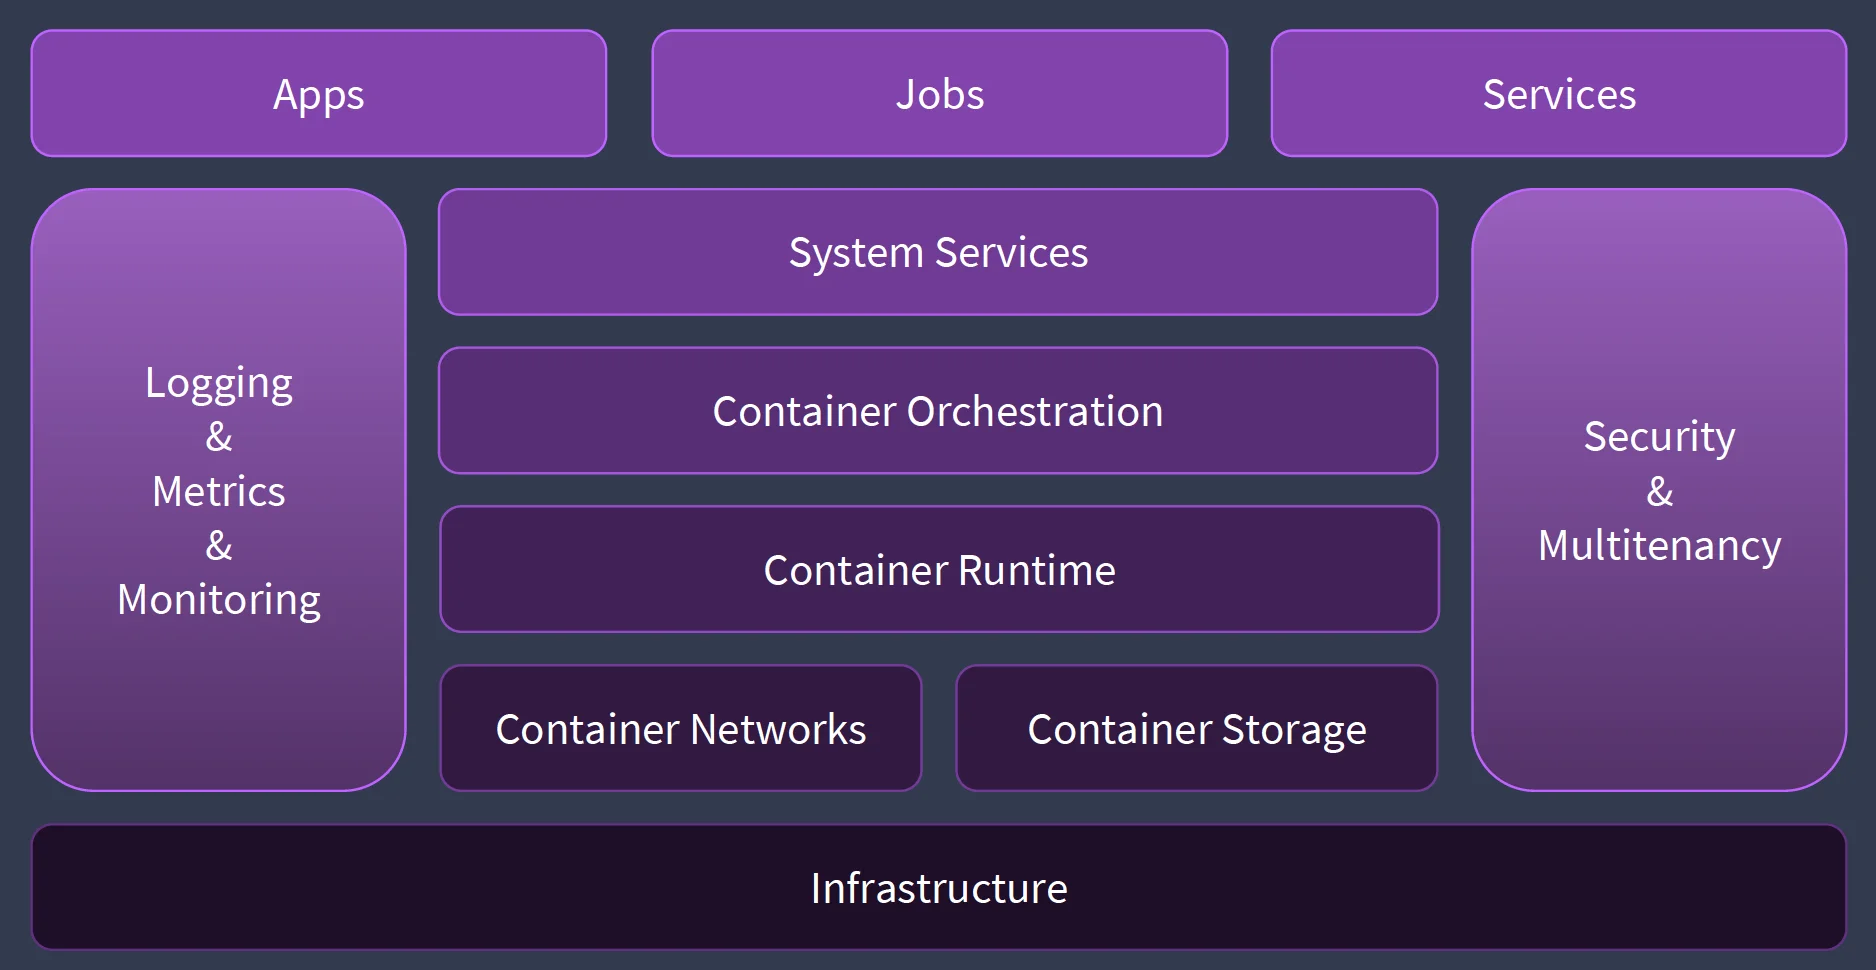 Apps
Jobs
Services
Logging
&
Metrics
&
Monitoring
System Services
Container Orchestration
Container Runtime
Container Networks
Container Storage
Security
&
Multitenancy
Infrastructure